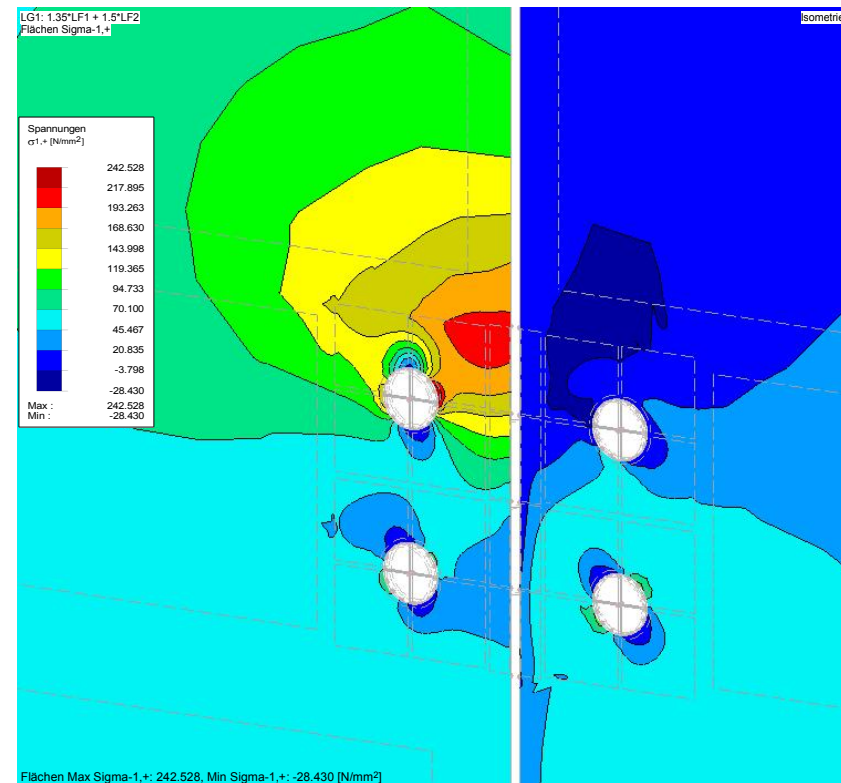 LG1: 1.35*LF1 + 1.5*LF2
Flächen Sigma-1,+
Isometrie
Spannungen
σ1,+ [N/mm²]
242.528
217.895
193.263
168.630
143.998
119.365
94.733
70.100
45.467
20.835
-3.798
-28.430
Max : 242.528
Min : -28.430
Flächen Max Sigma-1,+: 242.528, Min Sigma-1,+: -28.430 [N/mm²]